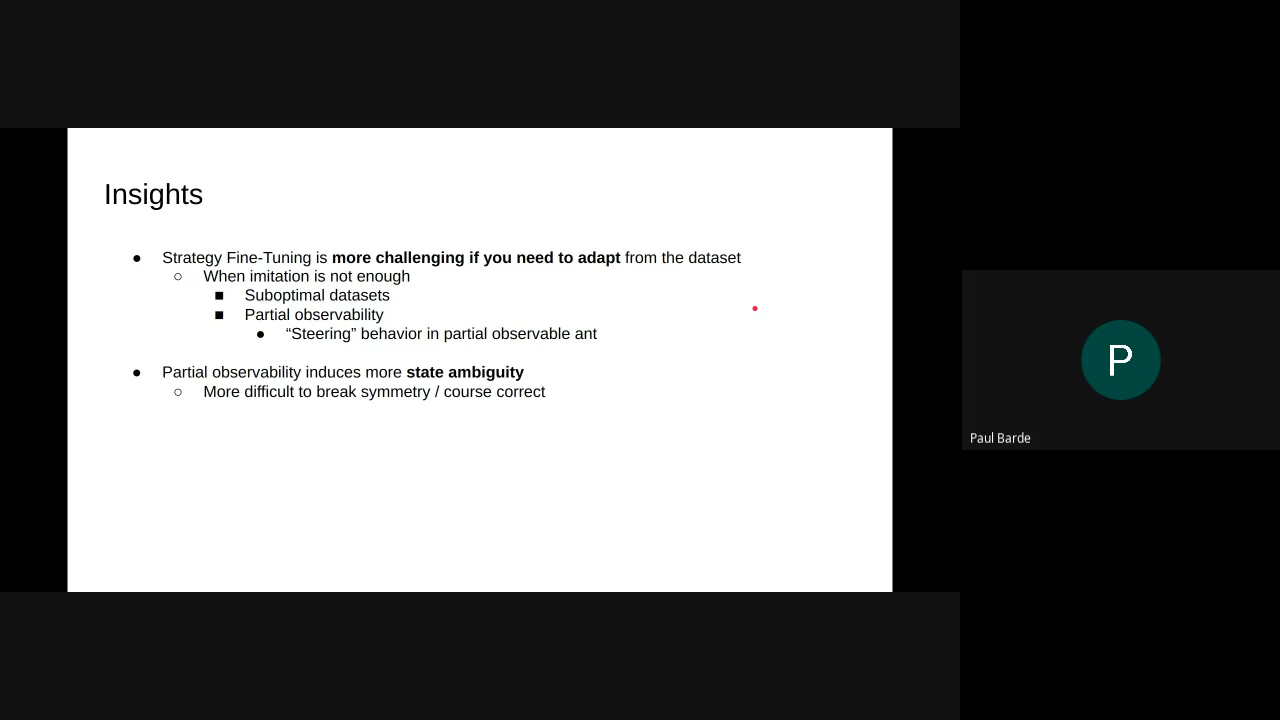 Insights
● Strategy Fine-Tuning is more challenging if you need to adapt from the dataset
○ When imitation is not enough
■ Suboptimal datasets
■ Partial observability
● “Steering” behavior in partial observable ant
● Partial observability induces more state ambiguity
○ More difficult to break symmetry / course correct
P
Paul Barde